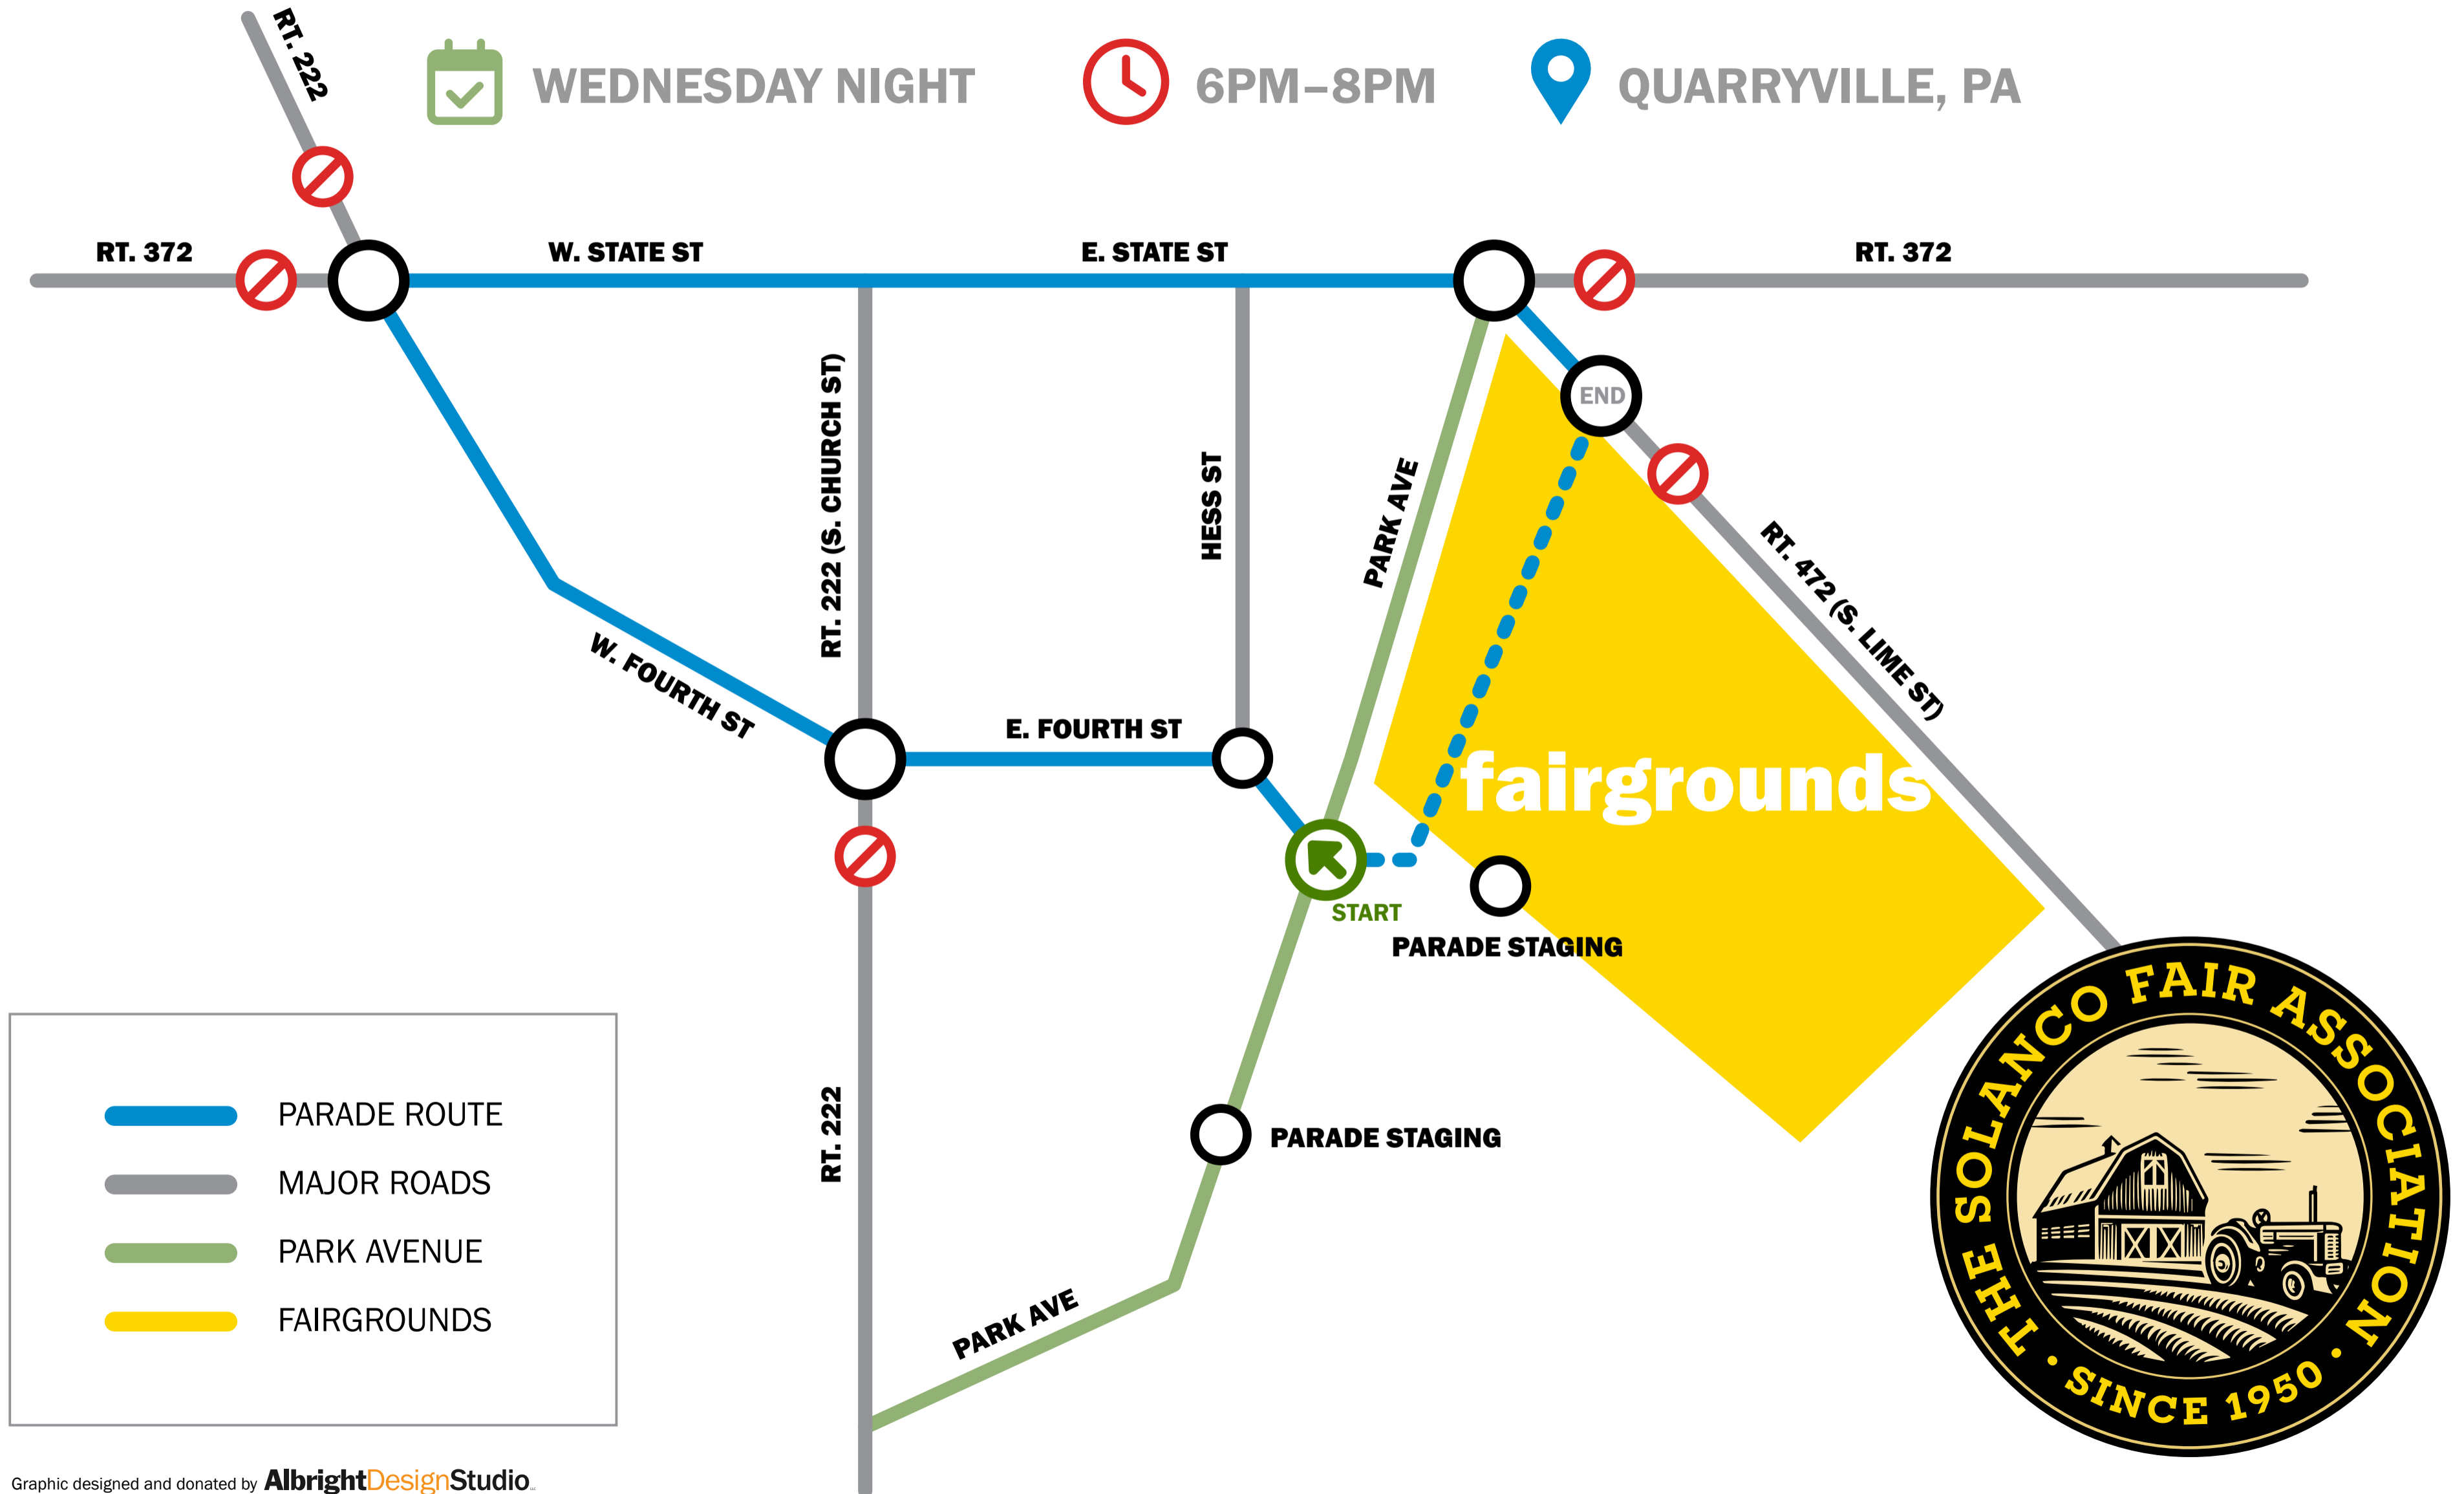 RT. 222
WEDNESDAY NIGHT
6PM–8PM
QUARRYVILLE, PA
RT. 372
W. STATE ST
E. STATE ST
RT. 372
END
RT. 222 (S. CHURCH ST)
HESS ST
PARK AVE
RT. 472 (S. LIME ST)
W. FOURTH ST
E. FOURTH ST
fairgrounds
START
PARADE STAGING
RT. 222
PARADE STAGING
PARK AVE
PARADE ROUTE
MAJOR ROADS
PARK AVENUE
FAIRGROUNDS
THE SOLANCO FAIR ASSOCIATION
• SINCE 1950 •
Graphic designed and donated by AlbrightDesignStudio